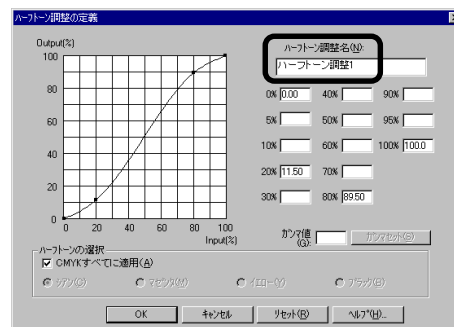 ハーフトーン調整の定義
Output(%)
100
80
60
40
20
0
0 20 40 60 80 100
Input(%)
ハーフトーン調整名(N):
ハーフトーン調整1
0% 0.00 40% 90%
5% 50% 95%
10% 60% 100% 100.0
20% 11.50 70%
30% 80% 89.50
ガンマ値(G): ガンマセット(S)
ハーフトーンの選択
CMYKすべてに適用(A)
シアン(C) マゼンタ(M) イエロー(Y) ブラック(B)
OK キャンセル リセット(R) ヘルプ(H)...